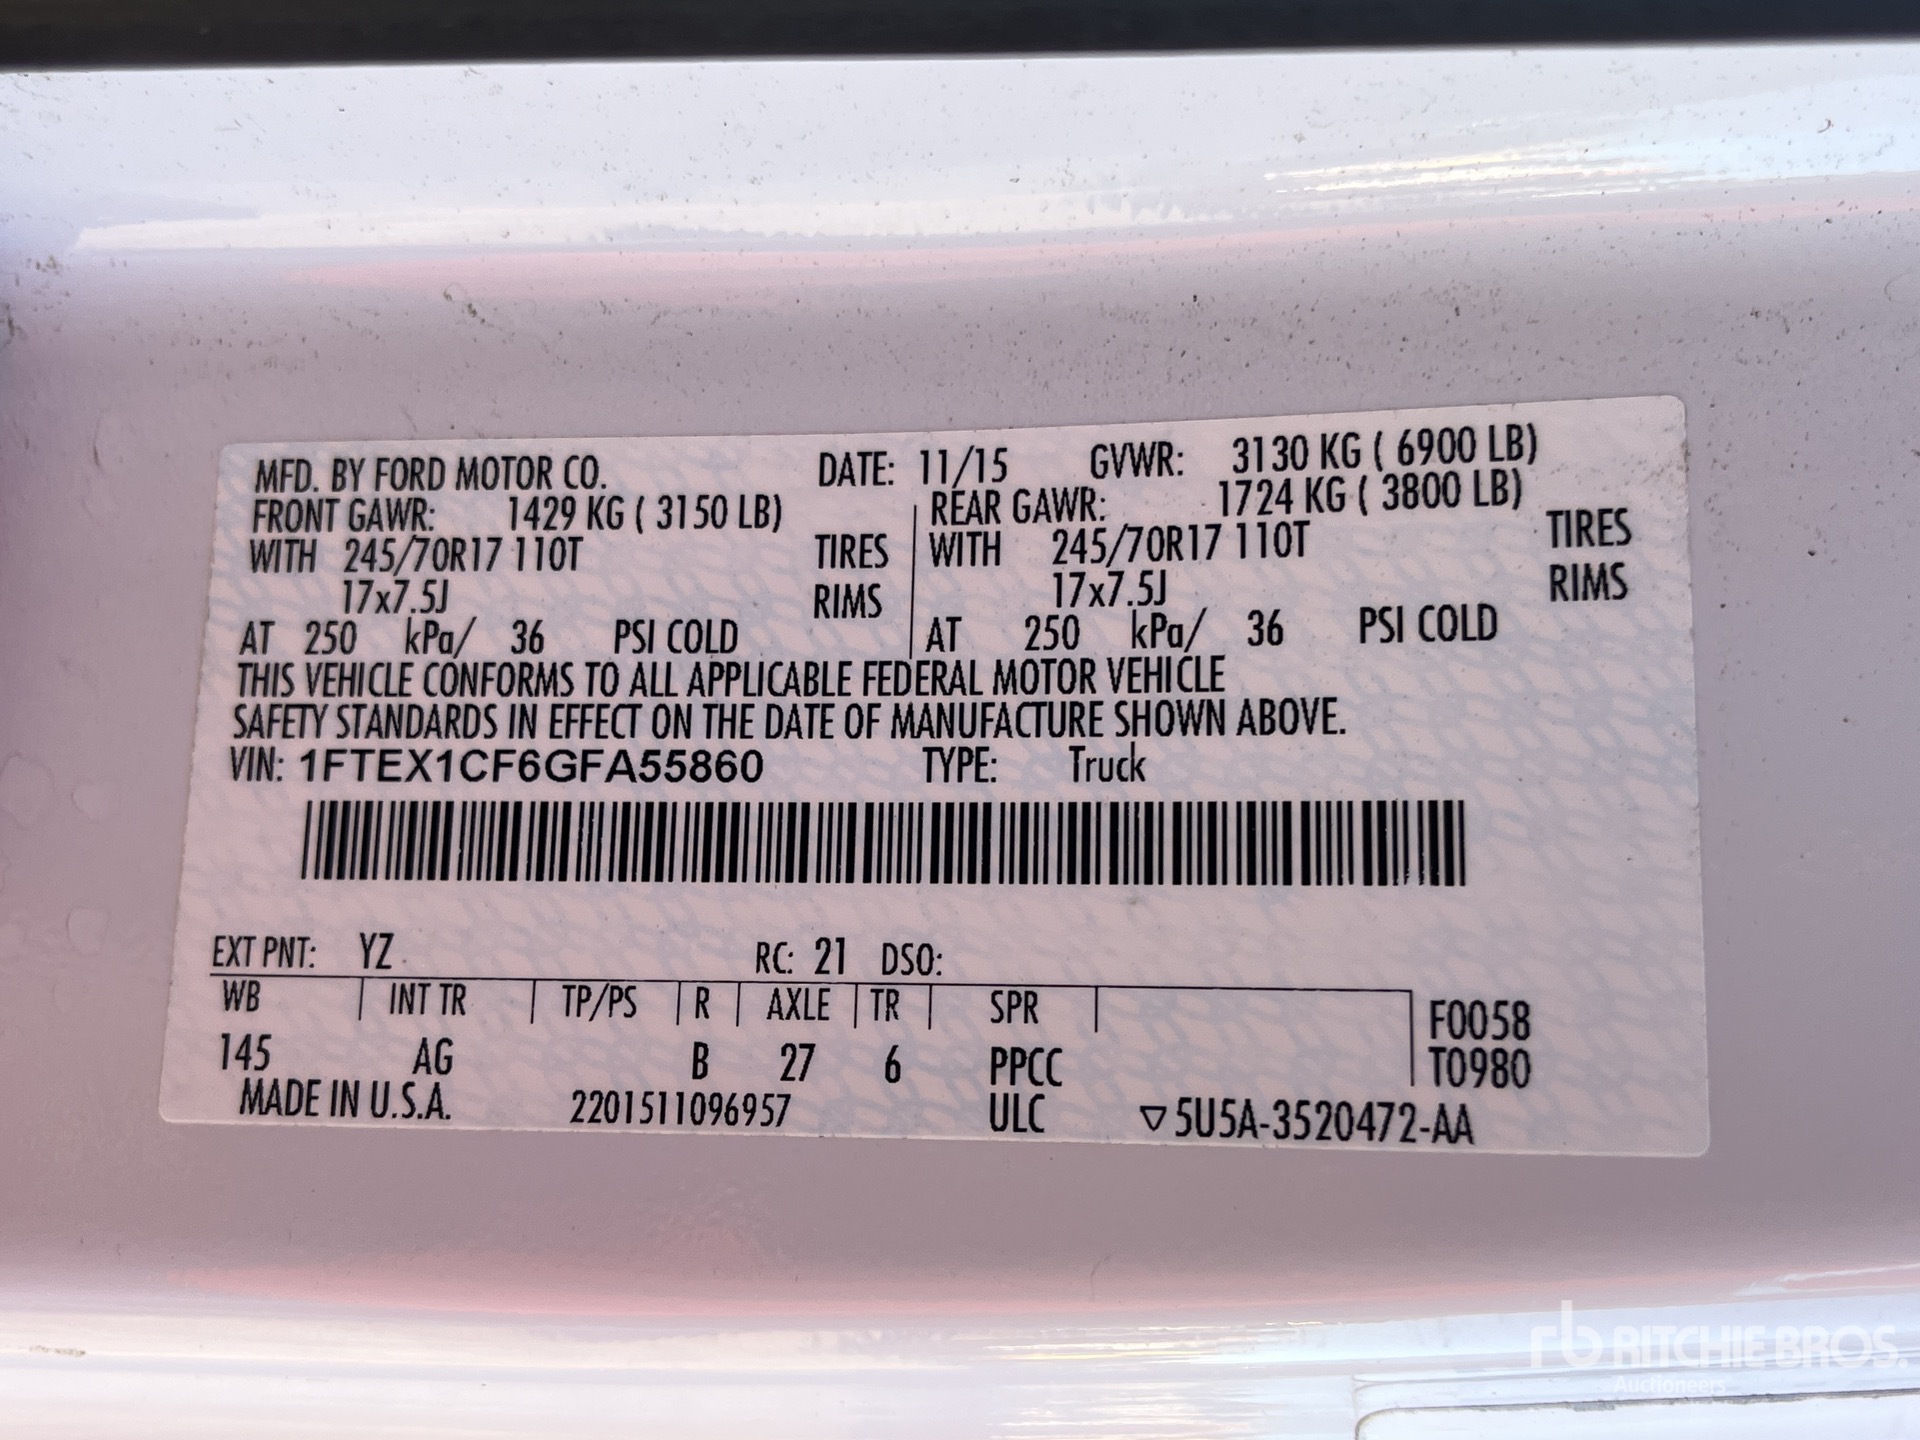 MFD. BY FORD MOTOR CO. DATE: 11/15 GVWR: 3130 KG ( 6900 LB)
FRONT GAWR: 1429 KG ( 3150 LB) REAR GAWR: 1724 KG ( 3800 LB)
WITH 245/70R17 110T TIRES WITH 245/70R17 110T TIRES
17x7.5J RIMS 17x7.5J RIMS
AT 250 kPa/ 36 PSI COLD AT 250 kPa/ 36 PSI COLD
THIS VEHICLE CONFORMS TO ALL APPLICABLE FEDERAL MOTOR VEHICLE
SAFETY STANDARDS IN EFFECT ON THE DATE OF MANUFACTURE SHOWN ABOVE.
VIN: 1FTEX1CF6GFA55860 TYPE: Truck
EXT PNT: YZ RC: 21 DSO:
WB INT TR TP/PS R AXLE TR SPR F0058
145 AG B 27 6 PPCC T0980
MADE IN U.S.A. 2201511096957 ULC ▽5U5A-3520472-AA
rb RITCHIE BROS.
Auctioneers